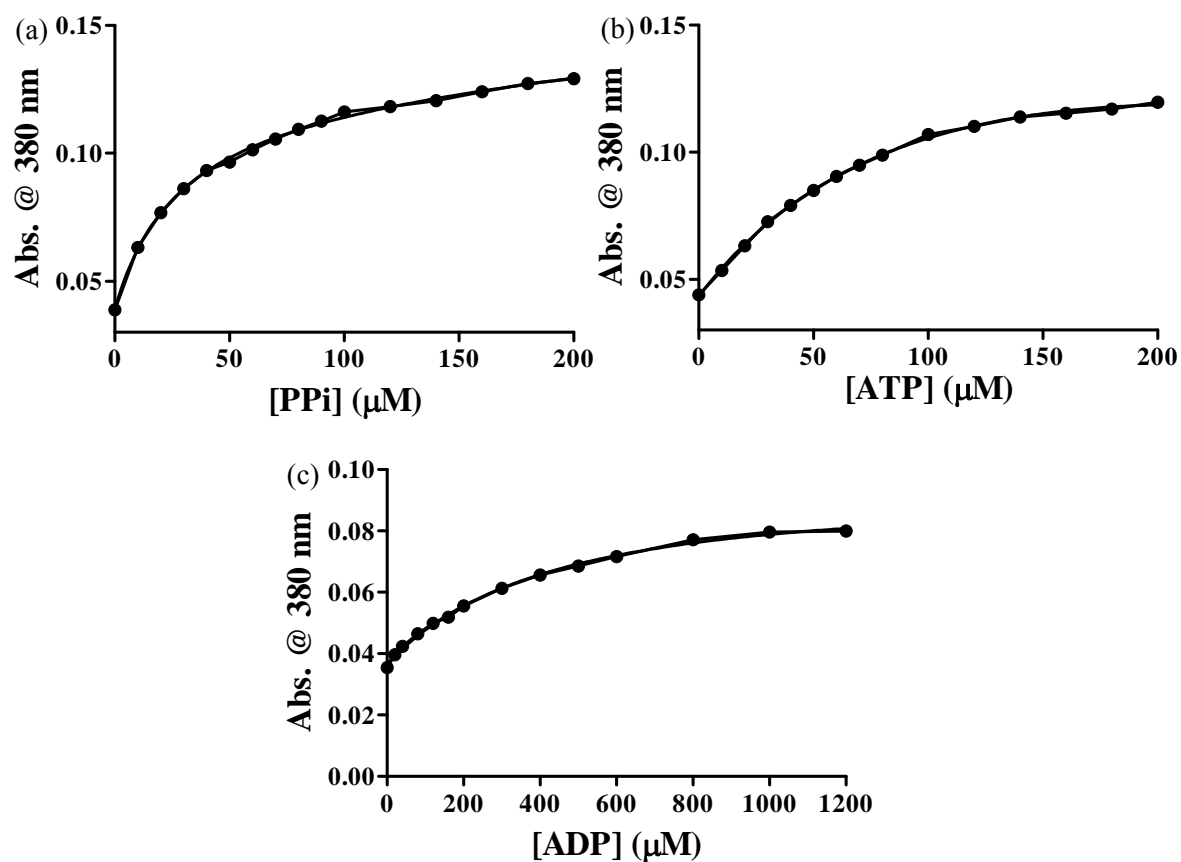 (a)
Abs. @ 380 nm
0.15
0.10
0.05
0 50 100 150 200
[PPi] (μM)
(b)
Abs. @ 380 nm
0.15
0.10
0.05
0 50 100 150 200
[ATP] (μM)
(c)
Abs. @ 380 nm
0.10
0.08
0.06
0.04
0.02
0.00
0 200 400 600 800 1000 1200
[ADP] (μM)